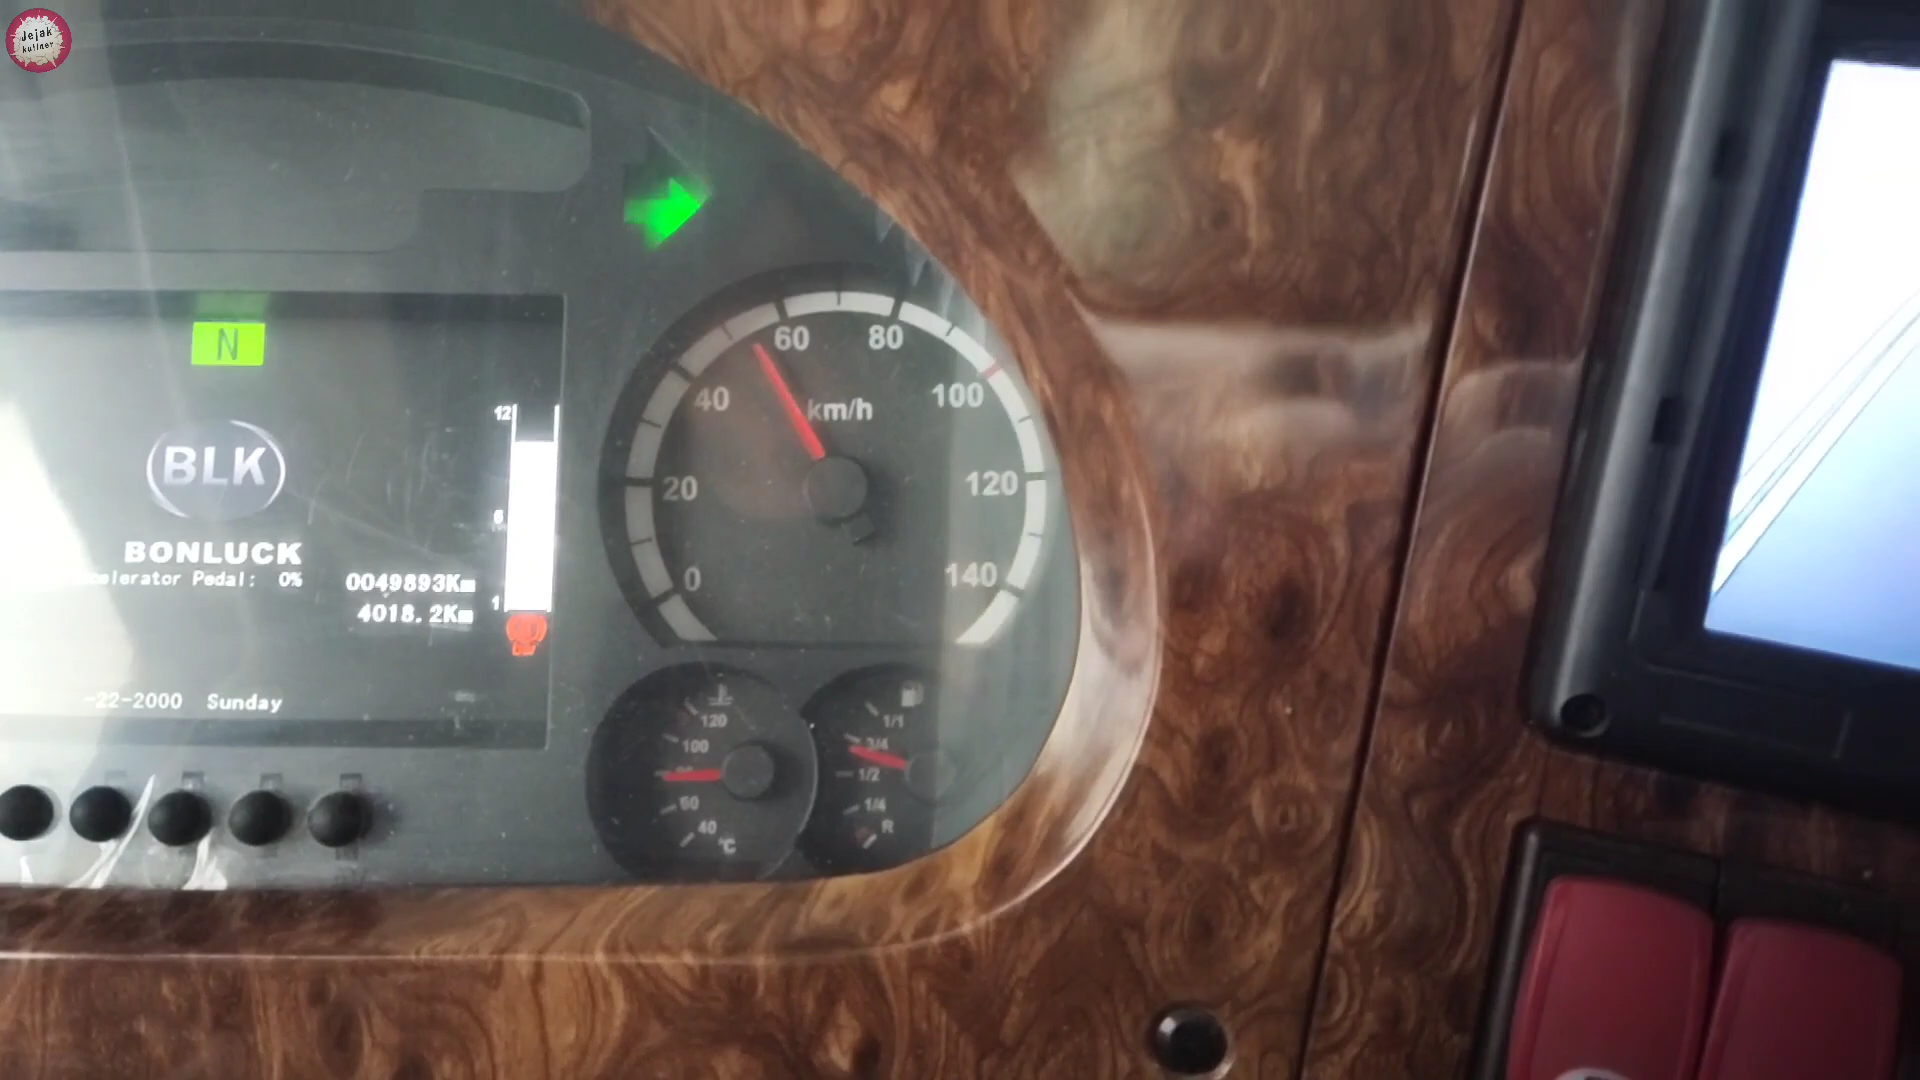 Jejak
kuliner
N
12
BLK
BONLUCK
celerator Pedal: 0%
0049893Km
4018.2Km
1
-22-2000 Sunday
0
20
40
60
80
100
120
140
km/h
120
100
60
40
°C
1/1
3/4
1/2
1/4
R